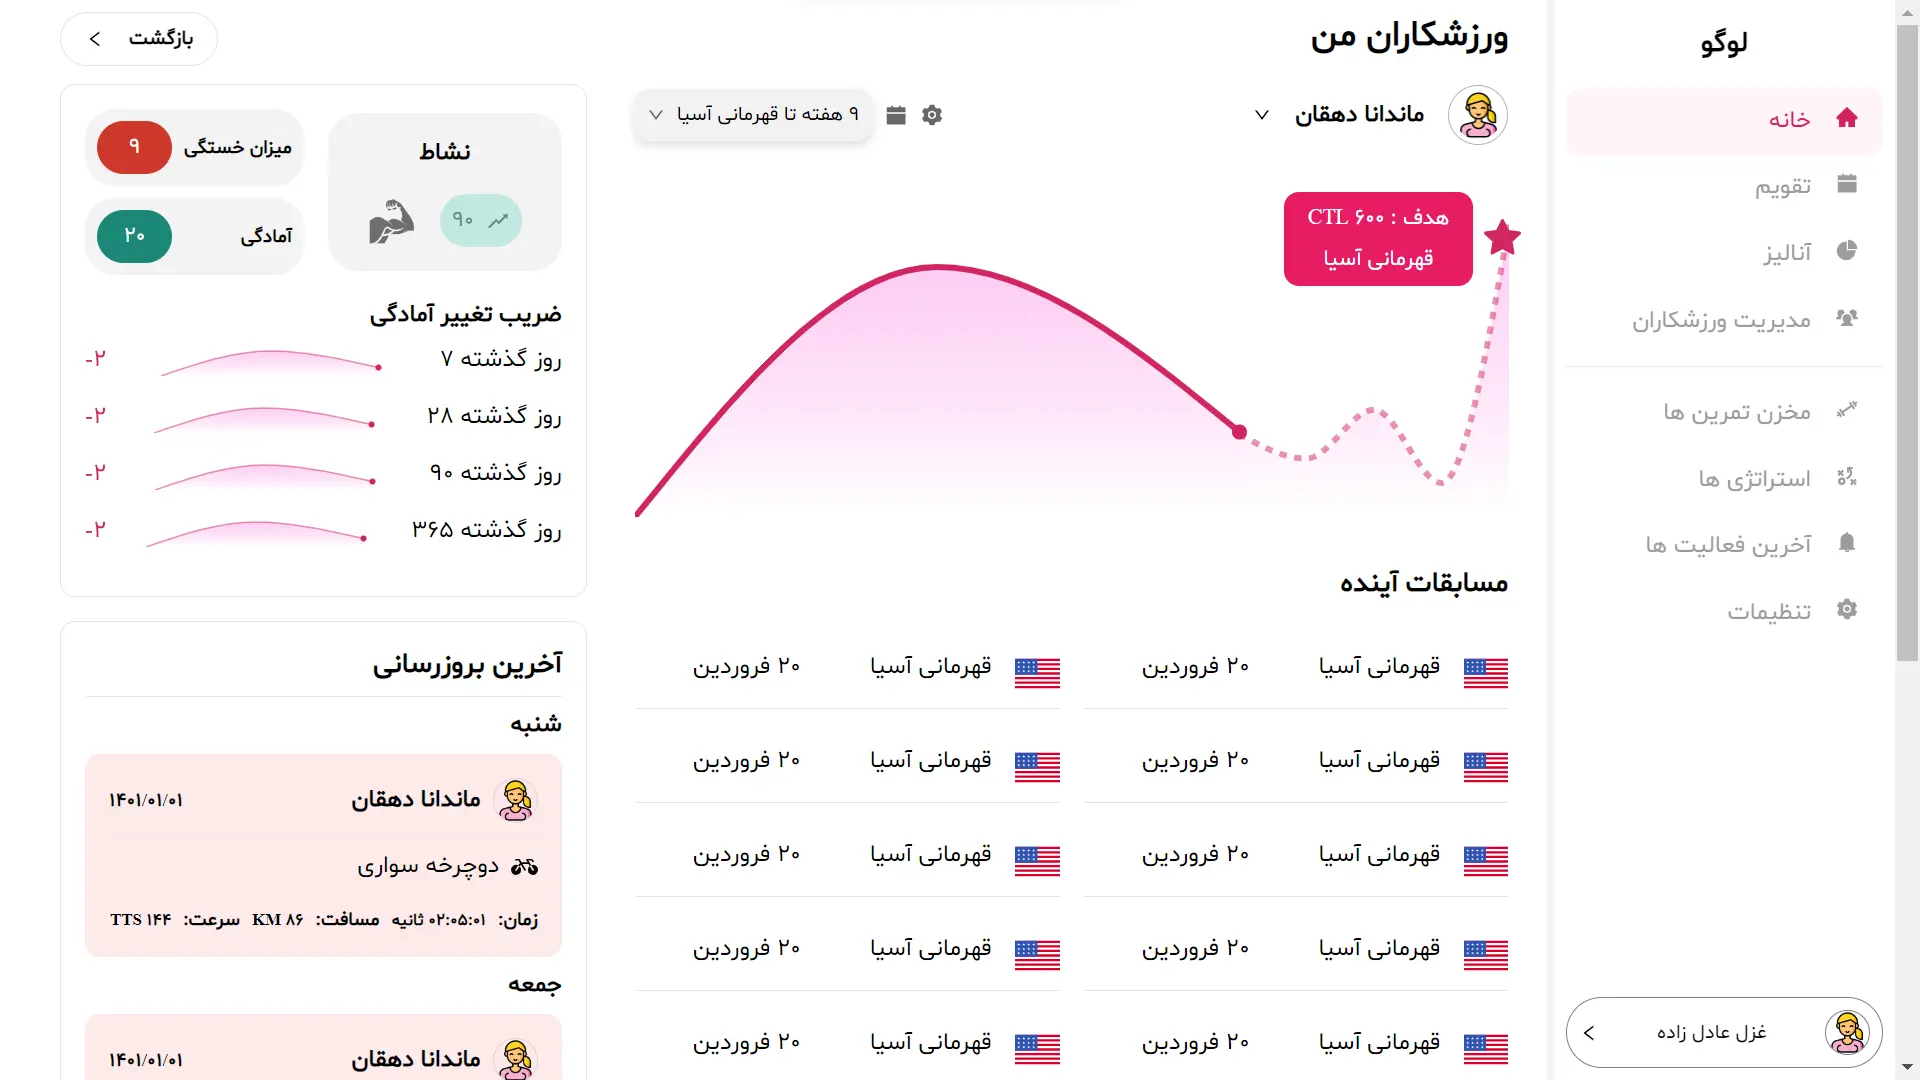 لوگو
خانه
تقویم
آنالیز
مدیریت ورزشکاران
مخزن تمرین ها
استراتژی ها
آخرین فعالیت ها
تنظیمات
غزل عادل زاده
ورزشکاران من
ماندانا دهقان
۹ هفته تا قهرمانی آسیا
هدف : ۶۰۰ CTL
قهرمانی آسیا
مسابقات آینده
قهرمانی آسیا ۲۰ فروردین
قهرمانی آسیا ۲۰ فروردین
قهرمانی آسیا ۲۰ فروردین
قهرمانی آسیا ۲۰ فروردین
قهرمانی آسیا ۲۰ فروردین
قهرمانی آسیا ۲۰ فروردین
قهرمانی آسیا ۲۰ فروردین
قهرمانی آسیا ۲۰ فروردین
قهرمانی آسیا ۲۰ فروردین
قهرمانی آسیا ۲۰ فروردین
بازگشت
نشاط
۹۰
میزان خستگی ۹
آمادگی ۲۰
ضریب تغییر آمادگی
روز گذشته ۷ -۲
روز گذشته ۲۸ -۲
روز گذشته ۹۰ -۲
روز گذشته ۳۶۵ -۲
آخرین بروزرسانی
شنبه
ماندانا دهقان ۱۴۰۱/۰۱/۰۱
دوچرخه سواری
زمان: ۰۲:۰۵:۰۱ ثانیه مسافت: ۸۶ KM سرعت: ۱۴۴ TTS
جمعه
ماندانا دهقان ۱۴۰۱/۰۱/۰۱